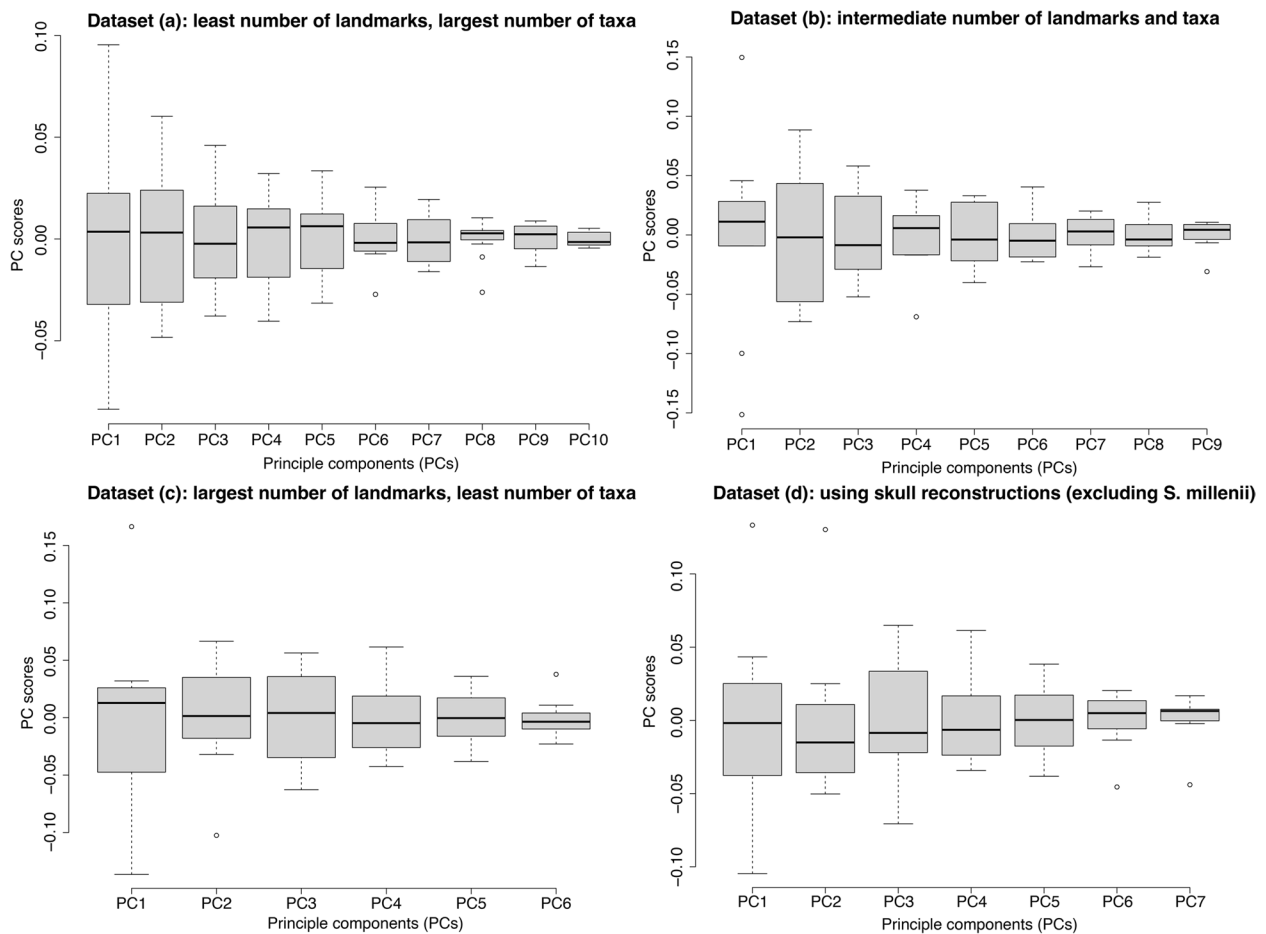 Dataset (a): least number of landmarks, largest number of taxa
0.10
0.05
0.00
−0.05
PC scores
PC1 PC2 PC3 PC4 PC5 PC6 PC7 PC8 PC9 PC10
Principle components (PCs)
Dataset (b): intermediate number of landmarks and taxa
0.15
0.10
0.05
0.00
−0.05
−0.10
−0.15
PC scores
PC1 PC2 PC3 PC4 PC5 PC6 PC7 PC8 PC9
Principle components (PCs)
Dataset (c): largest number of landmarks, least number of taxa
0.15
0.10
0.05
0.00
−0.05
−0.10
PC scores
PC1 PC2 PC3 PC4 PC5 PC6
Principle components (PCs)
Dataset (d): using skull reconstructions (excluding S. millenii)
0.10
0.05
0.00
−0.05
−0.10
PC scores
PC1 PC2 PC3 PC4 PC5 PC6 PC7
Principle components (PCs)